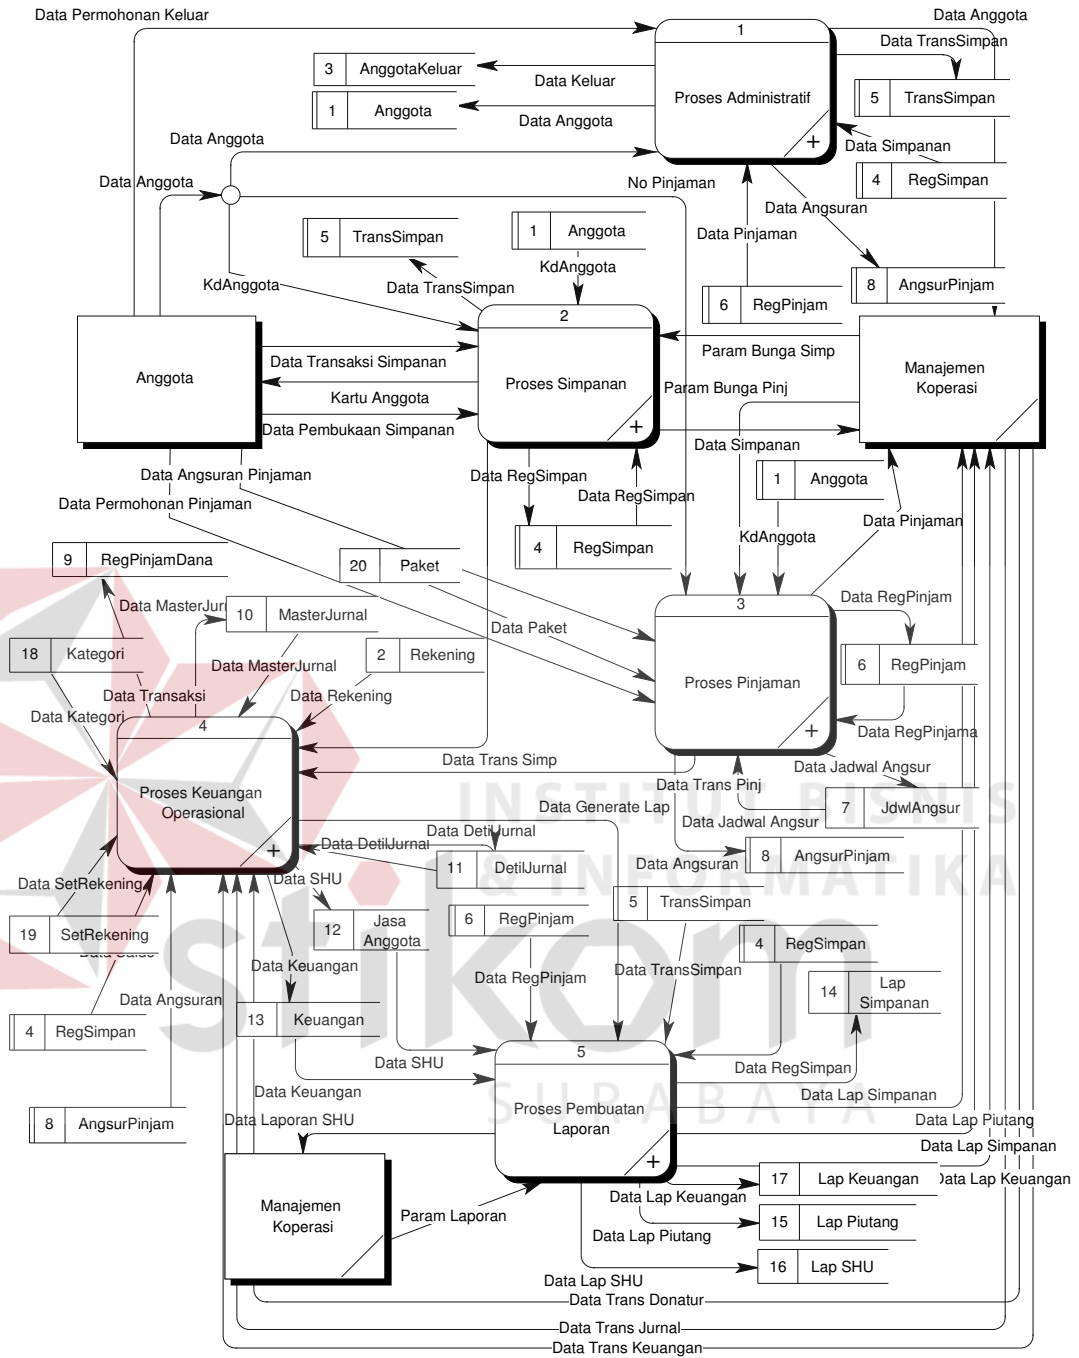 Data Permohonan Keluar
Data Anggota
1
Data TransSimpan
3 AnggotaKeluar
Data Keluar
Proses Administratif
5 TransSimpan
1 Anggota
Data Anggota
+
Data Simpanan
Data Anggota
4 RegSimpan
Data Anggota
No Pinjaman
Data Angsuran
Data Pinjaman
5 TransSimpan
1 Anggota
KdAnggota
KdAnggota
Data TransSimpan
8 AngsurPinjam
6 RegPinjam
2
Anggota
Data Transaksi Simpanan
Proses Simpanan
Param Bunga Simp
Manajemen
Koperasi
Kartu Anggota
Param Bunga Pinj
Data Pembukaan Simpanan
+
Data Simpanan
Data Angsuran Pinjaman
Data RegSimpan
Data RegSimpan
1 Anggota
Data Permohonan Pinjaman
Data Pinjaman
KdAnggota
4 RegSimpan
9 RegPinjamDana
20 Paket
Data MasterJur
10 MasterJurnal
3
Data RegPinjam
Data Paket
18 Kategori
Data MasterJurnal
2 Rekening
6 RegPinjam
Proses Pinjaman
Data Transaksi
Data Rekening
Data Kategori
4
+
Data RegPinjama
Data Trans Simp
Data Jadwal Angsur
Data Trans Pinj
Proses Keuangan
Operasional
INSTITUT BISNIS
Data Generate Lap
7 JdwlAngsur
Data Jadwal Angsur
Data DetilJurnal
Data DetilJurnal
+
Data Angsuran
8 AngsurPinjam
11 DetilJurnal
& INFORMATIKA
Data SHU
Data SetRekening
5 TransSimpan
19 SetRekening
12 Jasa
Anggota
6 RegPinjam
4 RegSimpan
stikom
Data Keuangan
Data RegPinjam
Data TransSimpan
14 Lap
Simpanan
Data Angsuran
4 RegSimpan
13 Keuangan
5
Data SHU
Data RegSimpan
Data Keuangan
Data Lap Simpanan
SURABAYA
Proses Pembuatan
Laporan
8 AngsurPinjam
Data Laporan SHU
Data Lap Piutang
+
Data Lap Simpanan
17 Lap Keuangan
Data Lap Keuangan
Data Lap Keuangan
Manajemen
Koperasi
Param Laporan
15 Lap Piutang
Data Lap Piutang
16 Lap SHU
Data Lap SHU
Data Trans Donatur
Data Trans Jurnal
Data Trans Keuangan